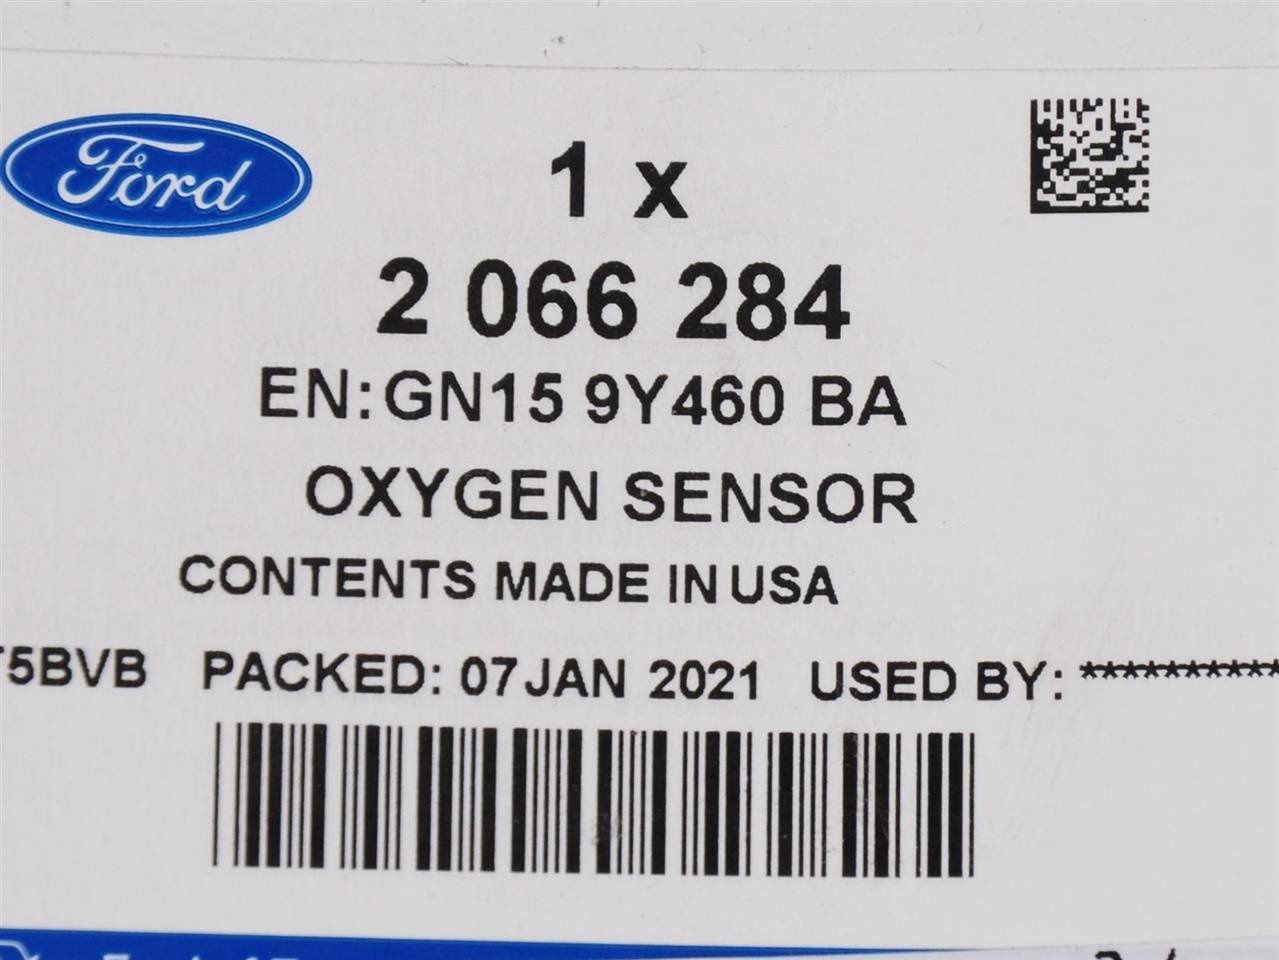 Ford
1 x
2 066 284
EN: GN15 9Y460 BA
OXYGEN SENSOR
CONTENTS MADE IN USA
5BVB PACKED: 07 JAN 2021 USED BY: ***********